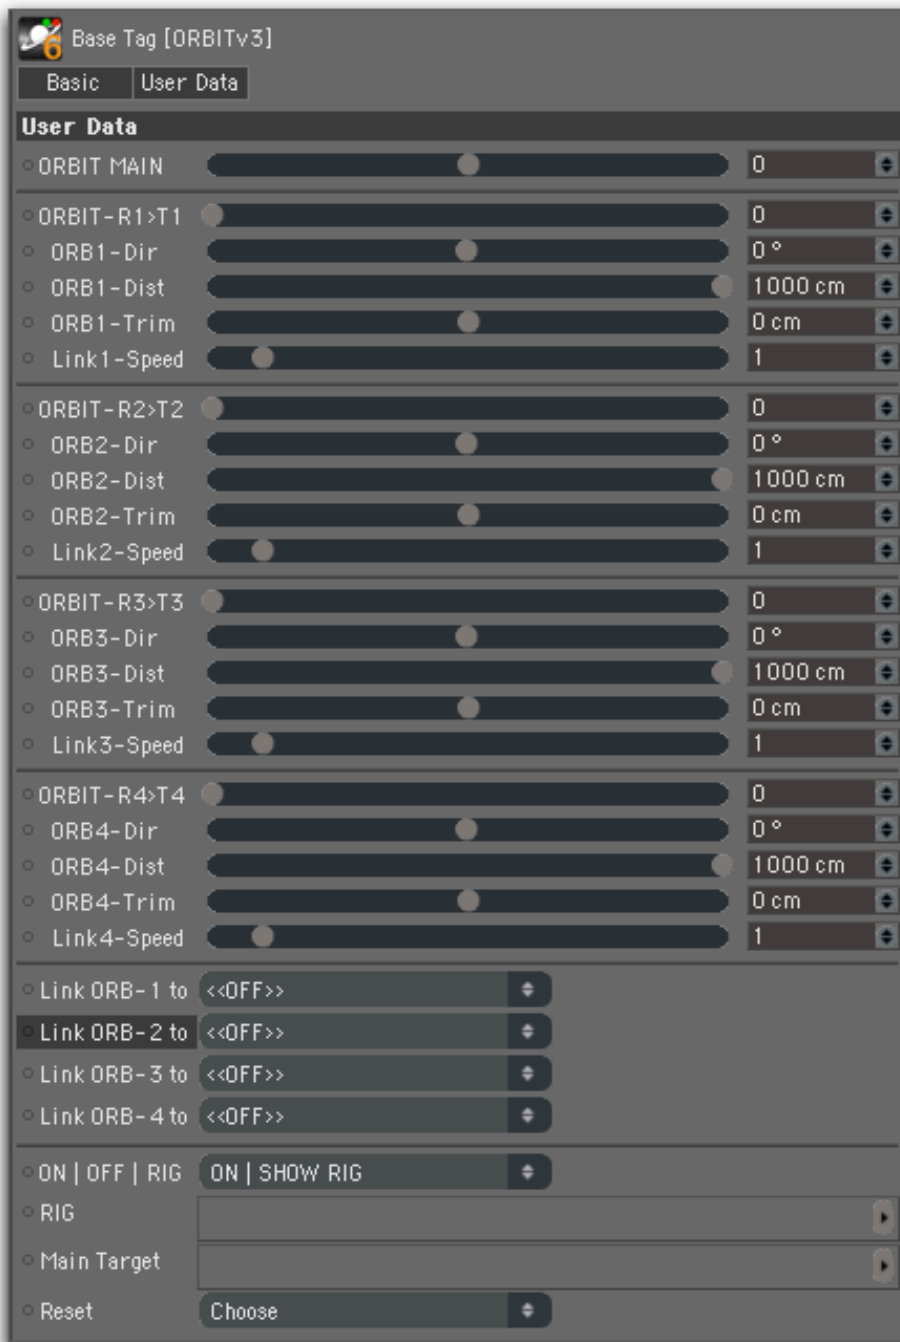 6 Base Tag [ORBITv3]
Basic User Data
User Data
ORBIT MAIN 0
ORBIT-R1>T1 0
ORB1-Dir 0 °
ORB1-Dist 1000 cm
ORB1-Trim 0 cm
Link1-Speed 1
ORBIT-R2>T2 0
ORB2-Dir 0 °
ORB2-Dist 1000 cm
ORB2-Trim 0 cm
Link2-Speed 1
ORBIT-R3>T3 0
ORB3-Dir 0 °
ORB3-Dist 1000 cm
ORB3-Trim 0 cm
Link3-Speed 1
ORBIT-R4>T4 0
ORB4-Dir 0 °
ORB4-Dist 1000 cm
ORB4-Trim 0 cm
Link4-Speed 1
Link ORB-1 to <<OFF>>
Link ORB-2 to <<OFF>>
Link ORB-3 to <<OFF>>
Link ORB-4 to <<OFF>>
ON | OFF | RIG ON | SHOW RIG
RIG
Main Target
Reset Choose